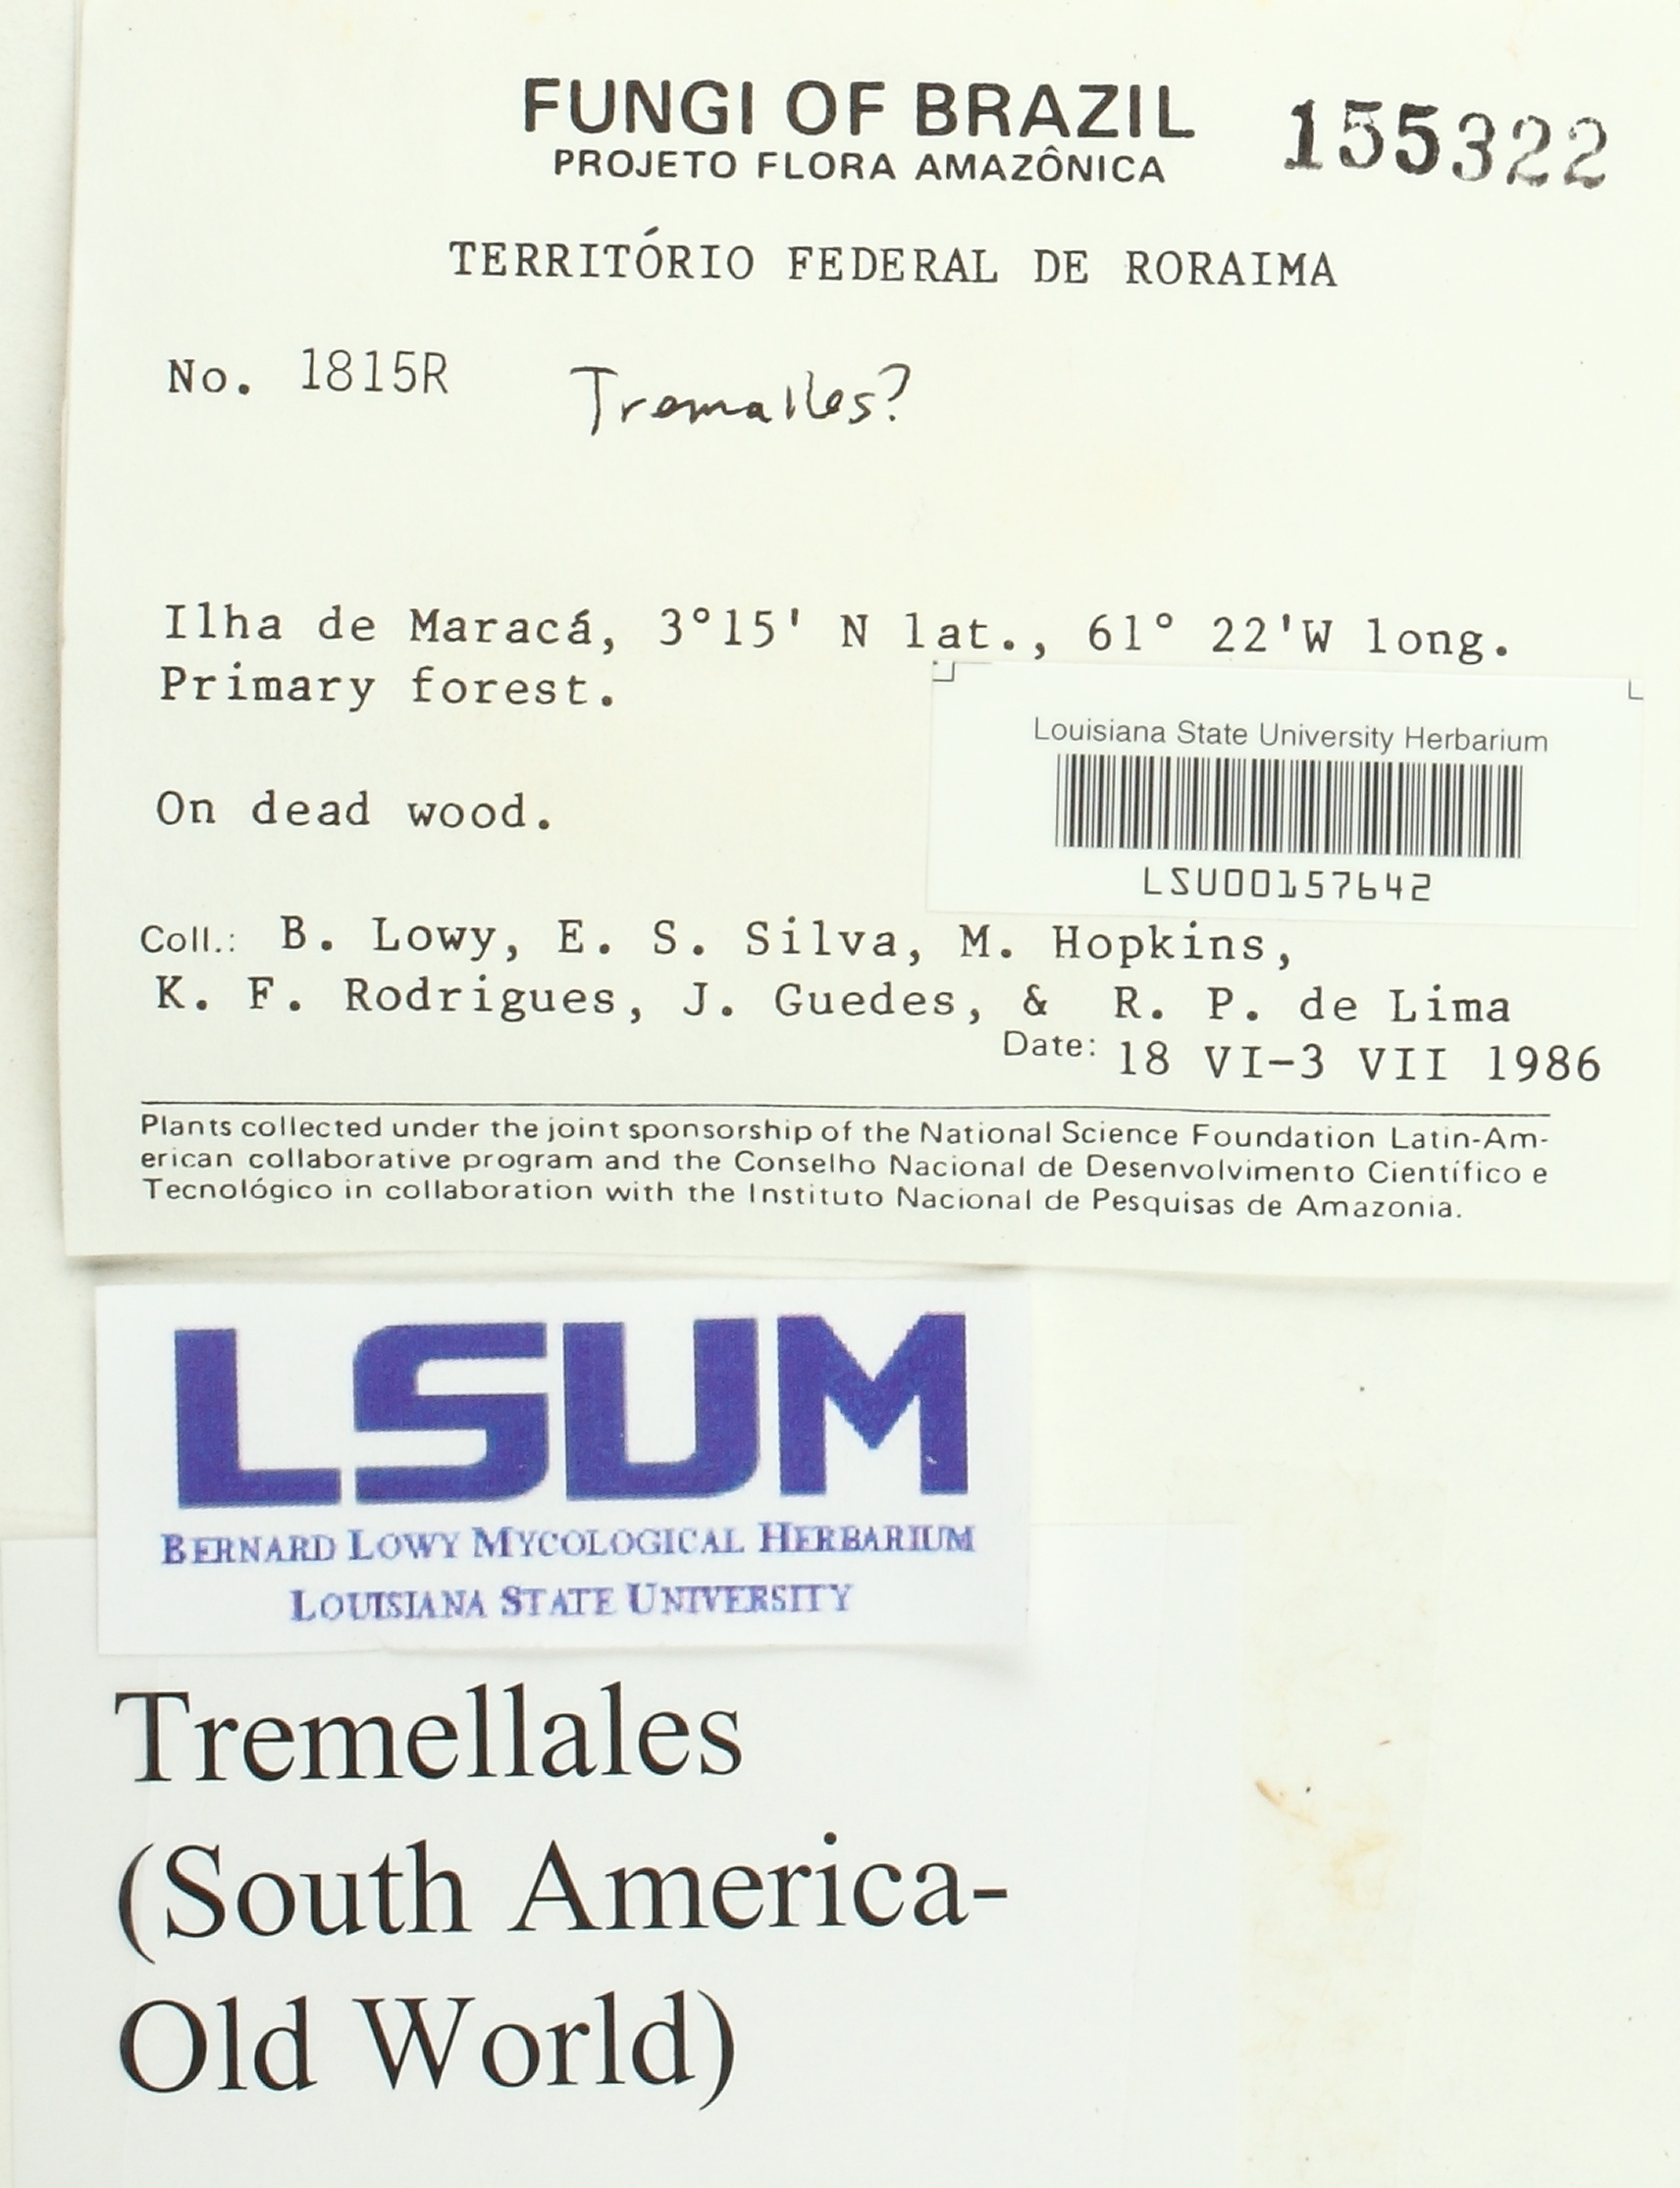 FUNGI OF BRAZIL
155322
PROJETO FLORA AMAZÔNICA
TERRITÓRIO FEDERAL DE RORAIMA
No. 1815R
Tremalles?
Ilha de Maracá, 3°15' N lat., 61° 22'W long.
Primary forest.
Louisiana State University Herbarium
LSU00157642
On dead wood.
Coll.: B. Lowy, E. S. Silva, M. Hopkins,
K. F. Rodrigues, J. Guedes, & R. P. de Lima
Date: 18 VI-3 VII 1986
Plants collected under the joint sponsorship of the National Science Foundation Latin-Am-
erican collaborative program and the Conselho Nacional de Desenvolvimento Científico e
Tecnológico in collaboration with the Instituto Nacional de Pesquisas de Amazonia.
LSUM
BERNARD LOWY MYCOLOGICAL HERBARIUM
LOUISIANA STATE UNIVERSITY
Tremellales
(South America-
Old World)